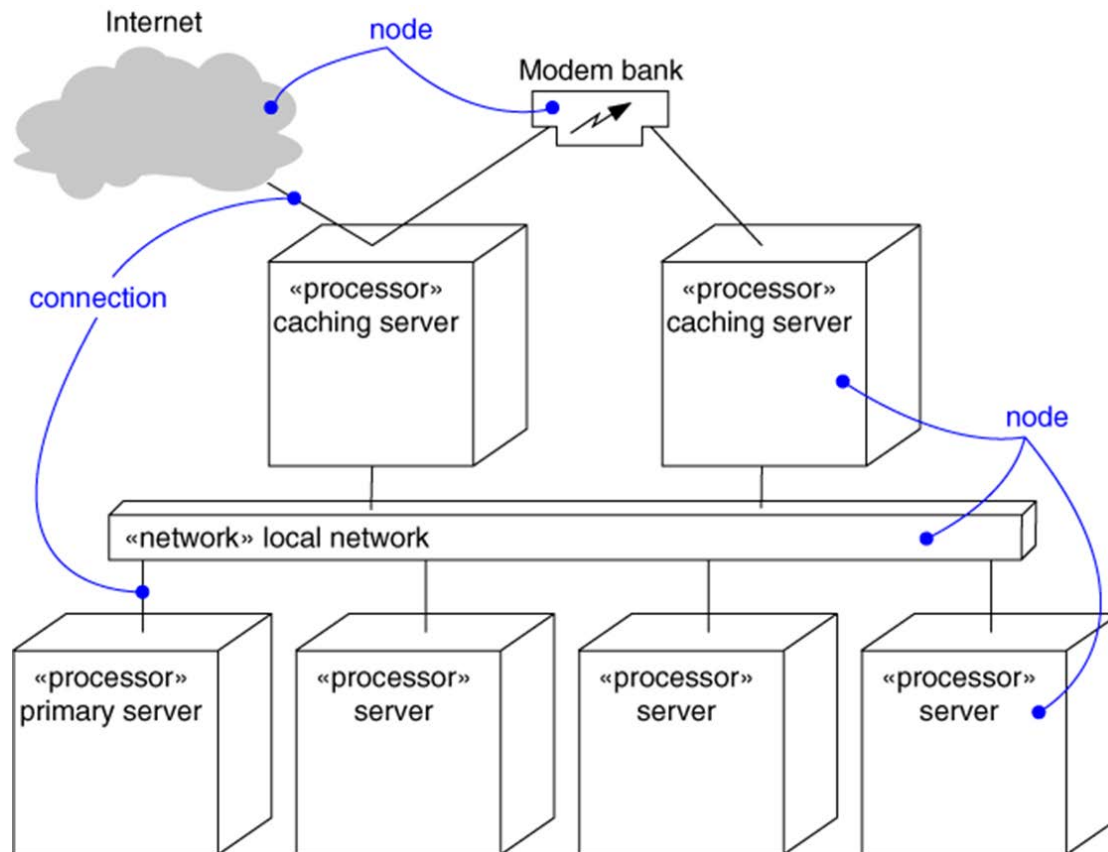 Internet
node
Modem bank
«processor»
caching server
«processor»
caching server
connection
node
«network» local network
«processor»
primary server
«processor»
server
«processor»
server
«processor»
server